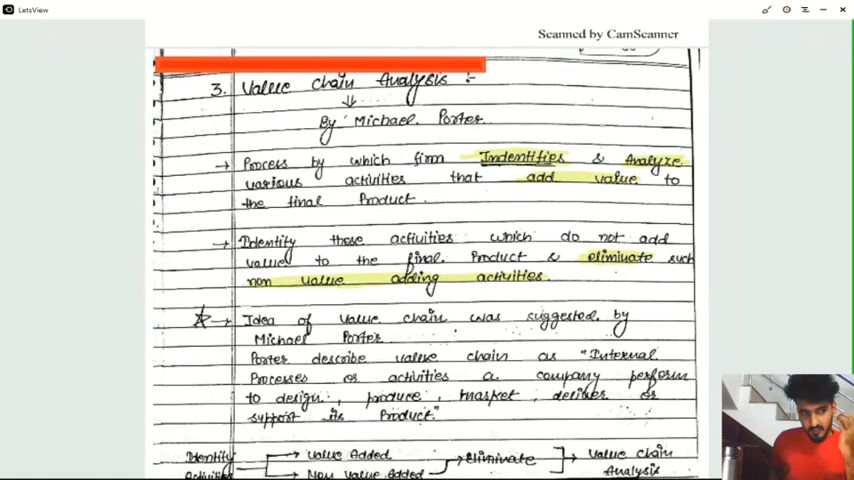 LetsView
Scanned by CamScanner
3. Value Chain Analysis :-
By Michael Porter
→ Process by which firm Indentifies & Analyze
various activities that add value to
the final Product.
→ Identity those activities which do not add
value to the final Product & eliminate such
non value adding activities.
☆→ Idea of value chain was suggested by
Michael Porter.
Porter describe value chain as "Internal
Processes or activities a company perform
to design, produce, market, deliver or
support its Product."
Identity → Value Added → Eliminate → Value chain
Activities → Non Value Added Analysis